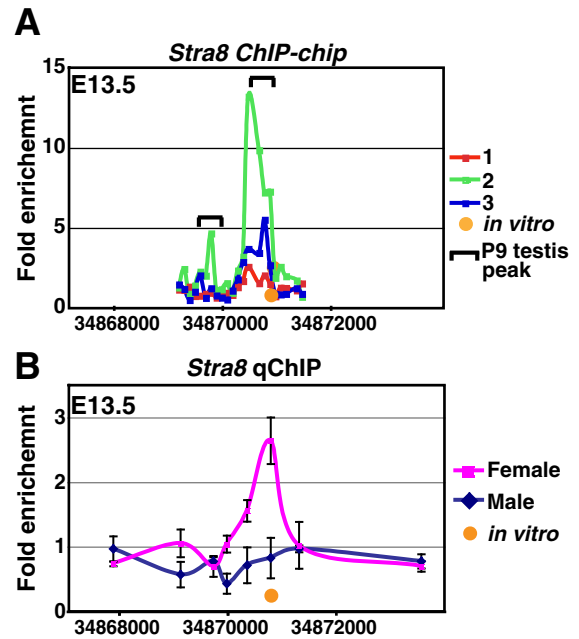 A
Stra8 ChIP-chip
15
E13.5
10
5
0
Fold enrichemnt
34868000 34870000 34872000
1
2
3
in vitro
P9 testis
peak
B
Stra8 qChIP
E13.5
3
2
1
0
Fold enrichemnt
34868000 34870000 34872000
Female
Male
in vitro